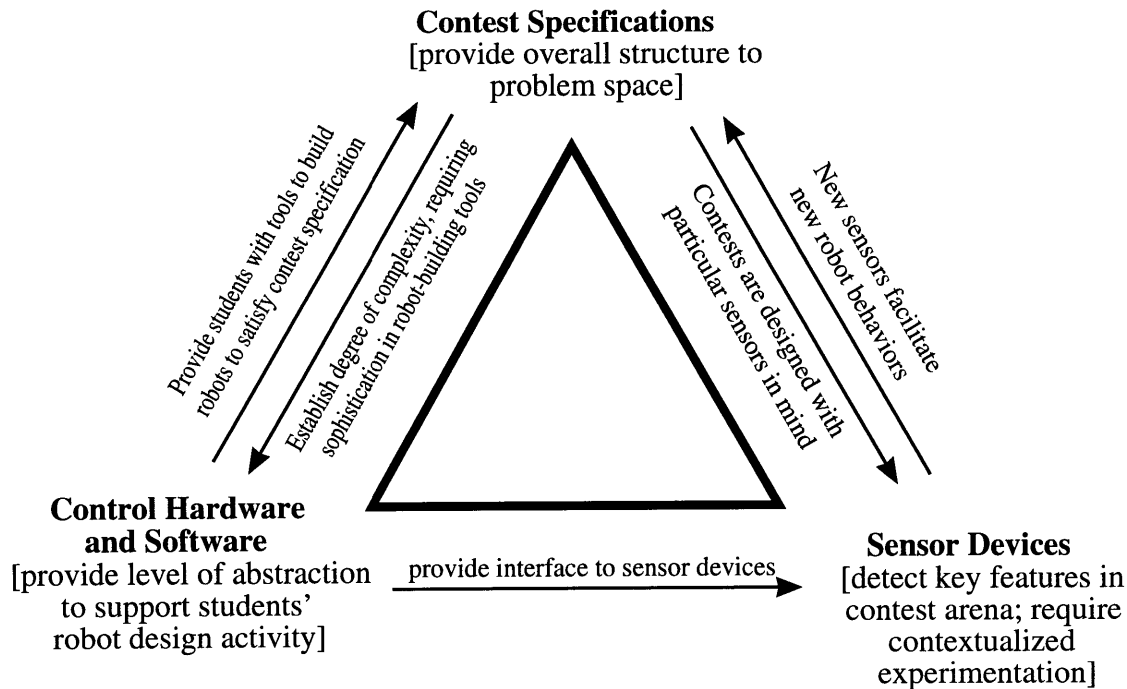 Contest Specifications
[provide overall structure to
problem space]
Provide students with tools to build
robots to satisfy contest specification
Establish degree of complexity, requiring
sophistication in robot-building tools
Contests are designed with
particular sensors in mind
New sensors facilitate
new robot behaviors
Control Hardware
and Software
[provide level of abstraction
to support students’
robot design activity]
provide interface to sensor devices
Sensor Devices
[detect key features in
contest arena; require
contextualized
experimentation]